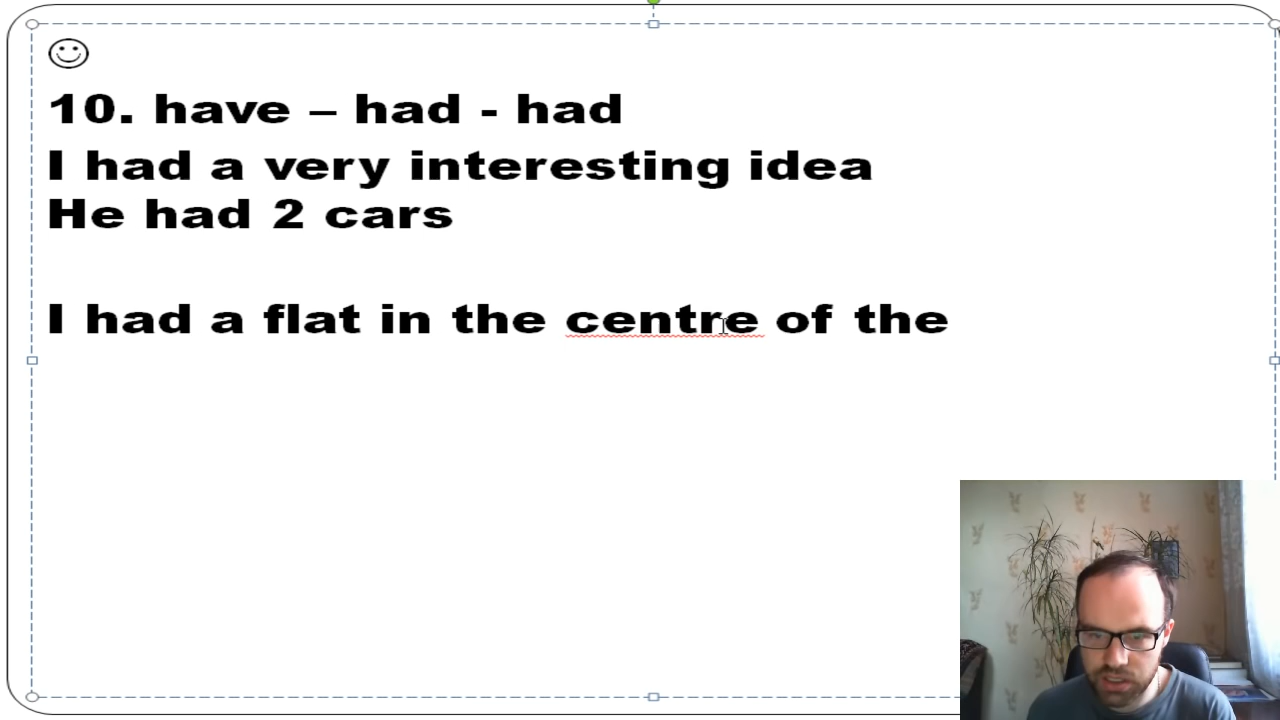 10. have – had - had
I had a very interesting idea
He had 2 cars
I had a flat in the centre of the